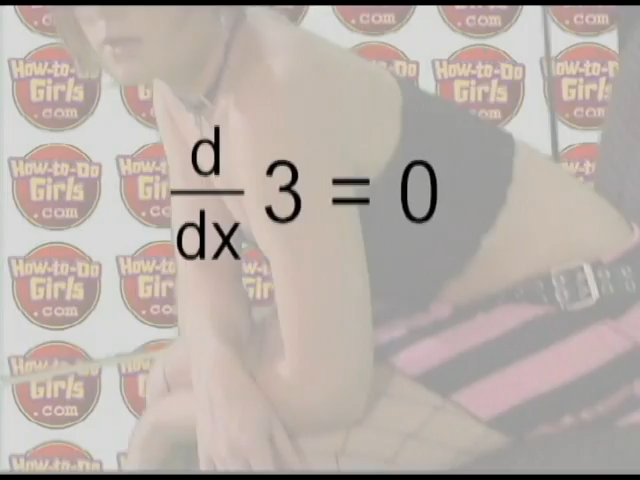 d
dx 3 = 0
How-to-Do
Girls
.com